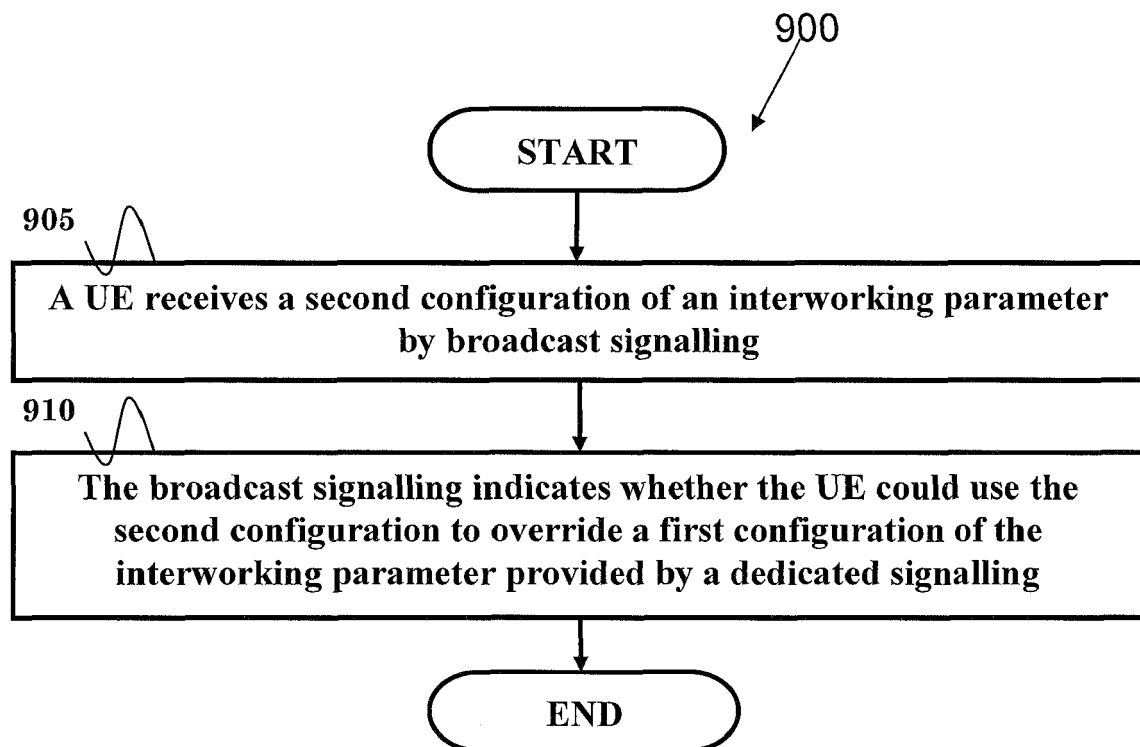 900
START
905
A UE receives a second configuration of an interworking parameter
by broadcast signalling
910
The broadcast signalling indicates whether the UE could use the
second configuration to override a first configuration of the
interworking parameter provided by a dedicated signalling
END